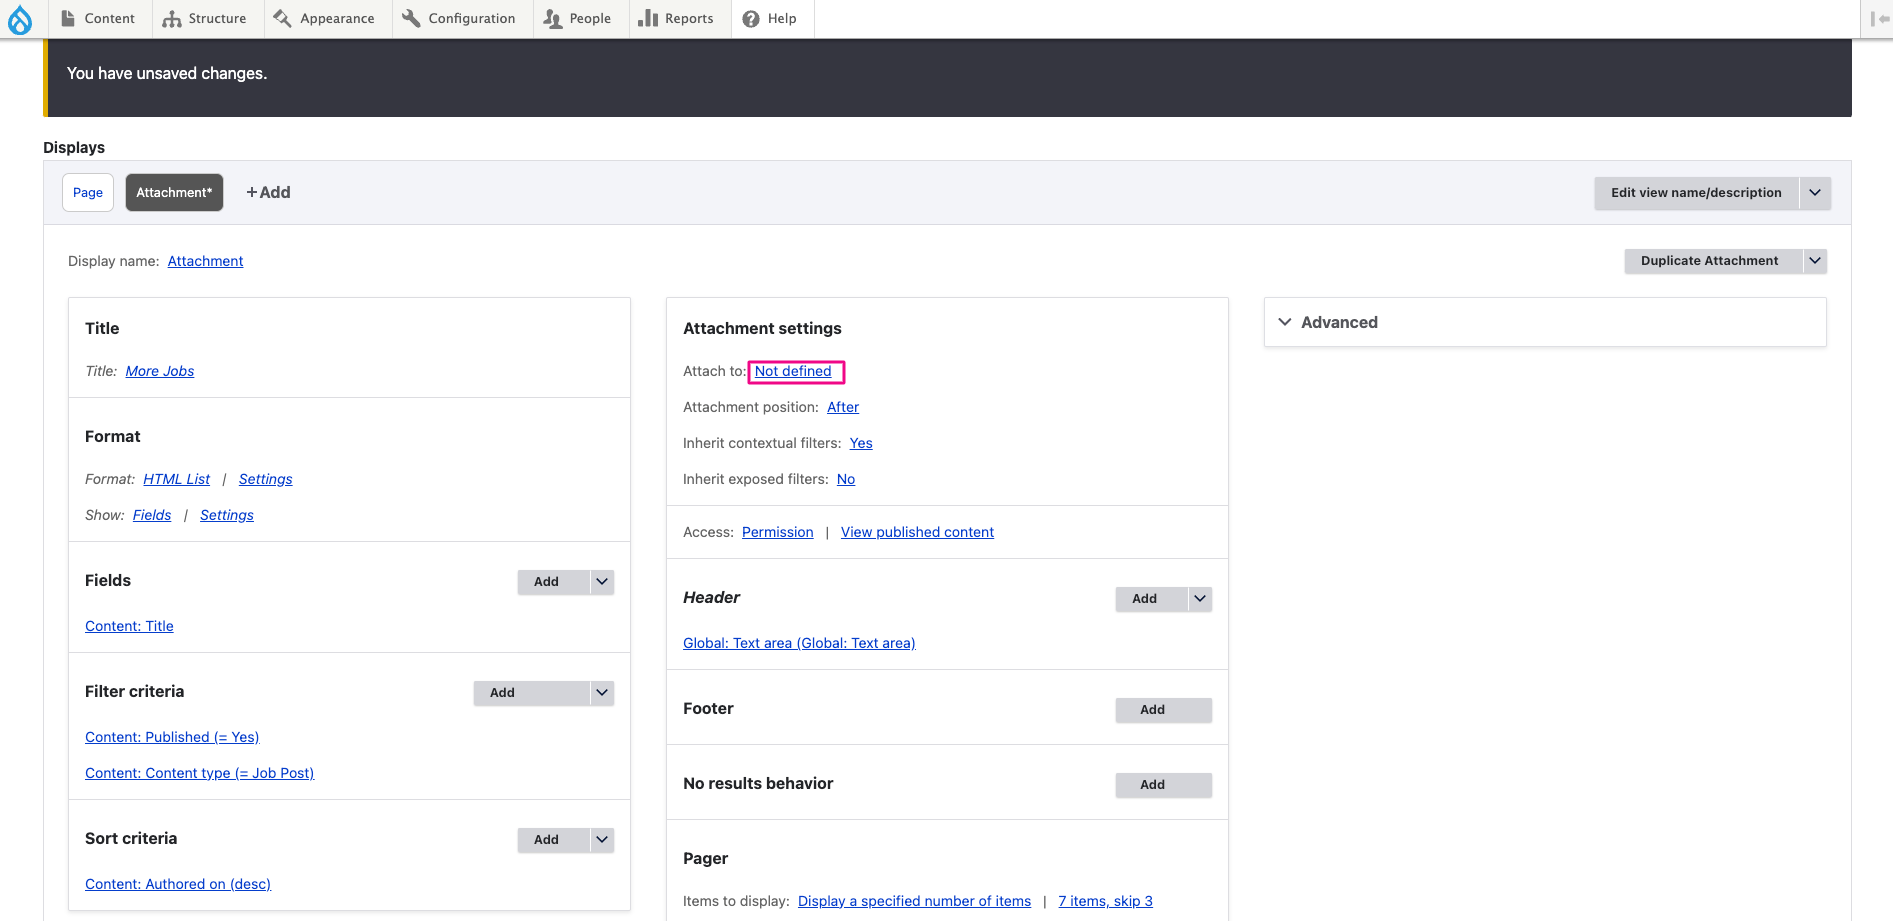 Content Structure Appearance Configuration People Reports Help
You have unsaved changes.
Displays
Page Attachment* +Add Edit view name/description
Display name: Attachment Duplicate Attachment
Title
Title: More Jobs
Format
Format: HTML List | Settings
Show: Fields | Settings
Fields Add
Content: Title
Filter criteria Add
Content: Published (= Yes)
Content: Content type (= Job Post)
Sort criteria Add
Content: Authored on (desc)
Attachment settings
Attach to: Not defined
Attachment position: After
Inherit contextual filters: Yes
Inherit exposed filters: No
Access: Permission | View published content
Header Add
Global: Text area (Global: Text area)
Footer Add
No results behavior Add
Pager
Items to display: Display a specified number of items | 7 items, skip 3
Advanced